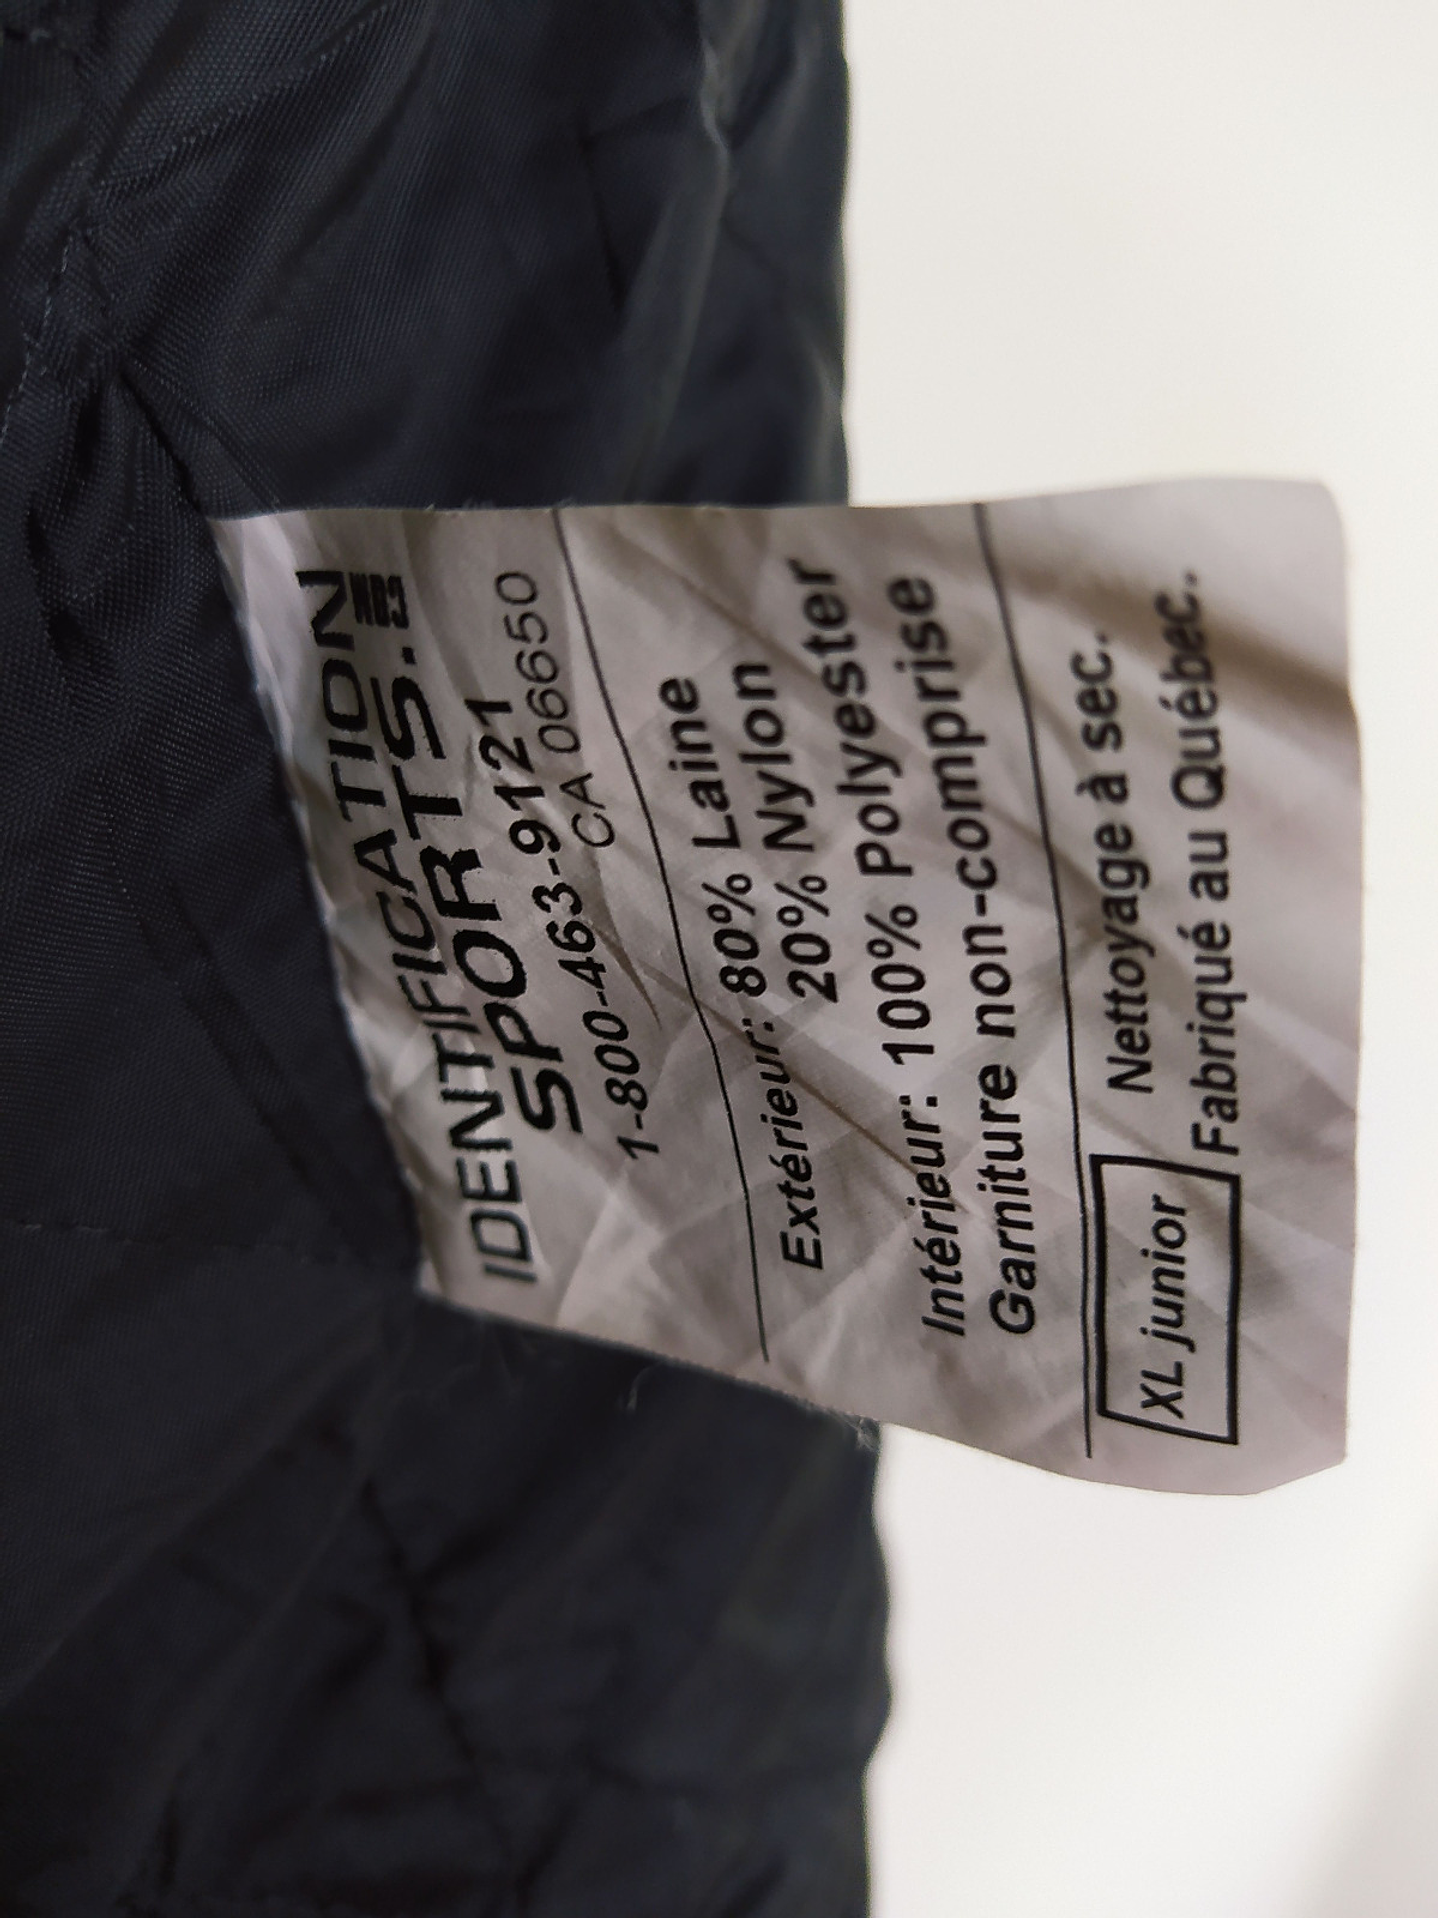 IDENTIFICATION
SPORTS.
1-800-463-9121
CA 06650
Extérieur: 80% Laine
20% Nylon
Intérieur: 100% Polyester
Garniture non-comprise
Nettoyage à sec.
XL junior
Fabriqué au Québec.